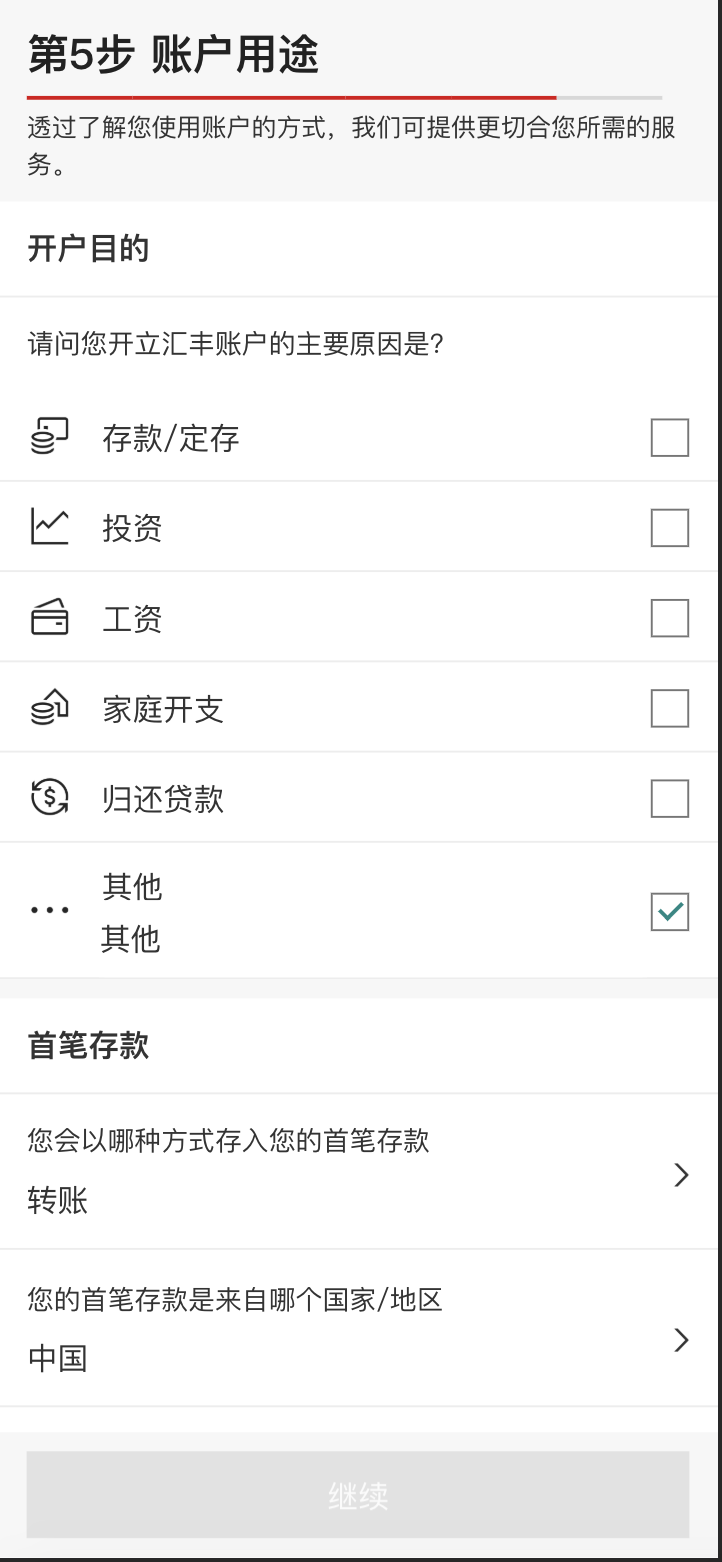 第5步 账户用途
透过了解您使用账户的方式，我们可提供更切合您所需的服
务。
开户目的
请问您开立汇丰账户的主要原因是?
存款/定存
投资
工资
家庭开支
归还贷款
其他
其他
首笔存款
您会以哪种方式存入您的首笔存款
转账
您的首笔存款是来自哪个国家/地区
中国
继续